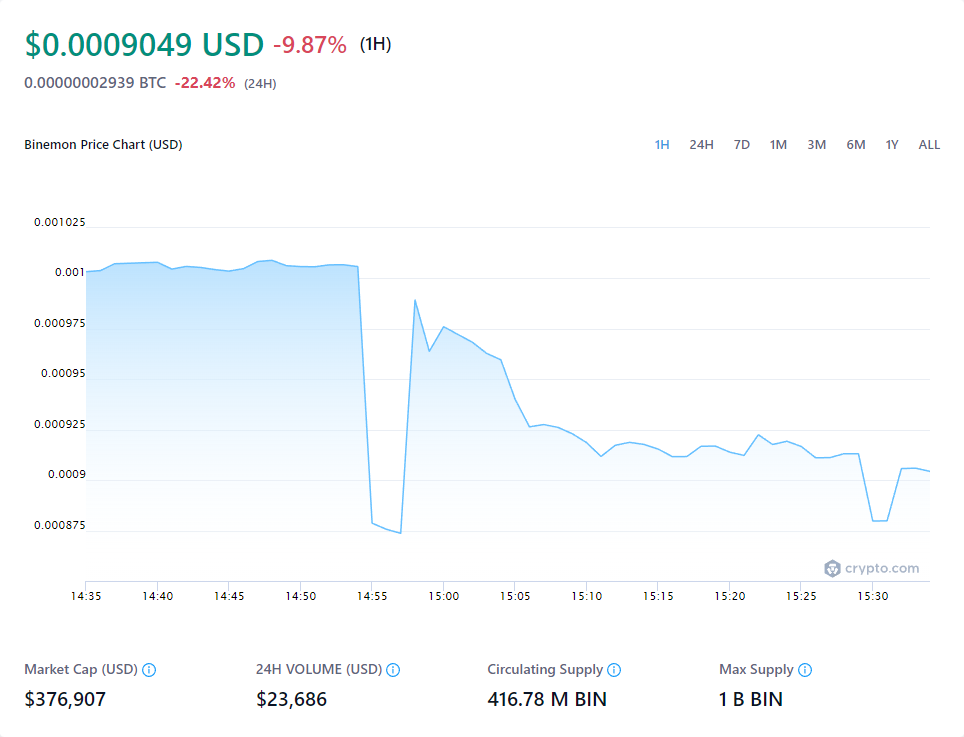 $0.0009049 USD -9.87% (1H)
0.00000002939 BTC -22.42% (24H)
Binemon Price Chart (USD)
1H 24H 7D 1M 3M 6M 1Y ALL
0.001025
0.001
0.000975
0.00095
0.000925
0.0009
0.000875
crypto.com
14:35 14:40 14:45 14:50 14:55 15:00 15:05 15:10 15:15 15:20 15:25 15:30
Market Cap (USD) 24H VOLUME (USD) Circulating Supply Max Supply
$376,907 $23,686 416.78 M BIN 1 B BIN